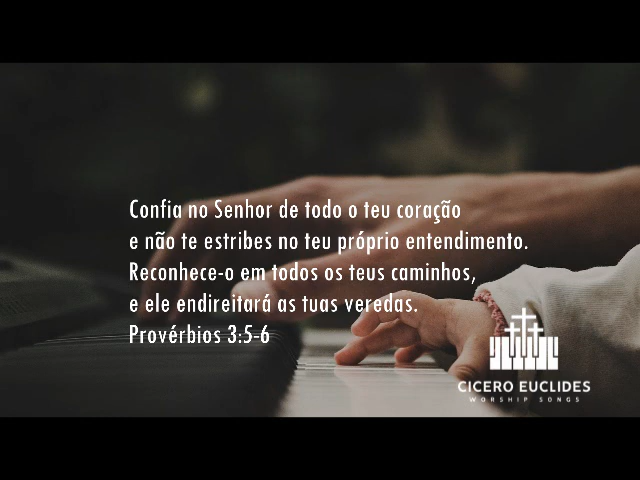 Confia no Senhor de todo o teu coração
e não te estribes no teu próprio entendimento.
Reconhece-o em todos os teus caminhos,
e ele endireitará as tuas veredas.
Provérbios 3:5-6
CICERO EUCLIDES
WORSHIP SONGS